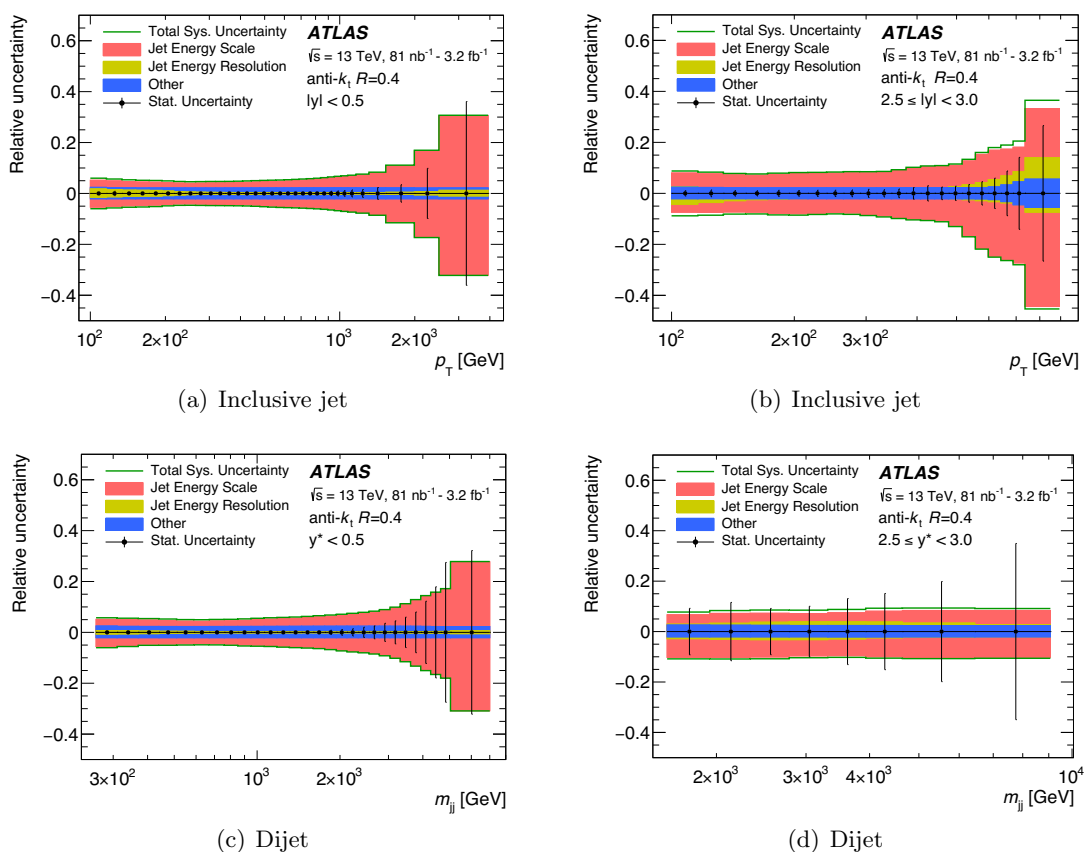 Relative uncertainty
0.6
0.4
0.2
0
−0.2
−0.4
Total Sys. Uncertainty
Jet Energy Scale
Jet Energy Resolution
Other
Stat. Uncertainty
ATLAS
√s = 13 TeV, 81 nb⁻¹ - 3.2 fb⁻¹
anti-kₜ R=0.4
|y| < 0.5
10² 2×10² 10³ 2×10³
p_T [GeV]
(a) Inclusive jet
Relative uncertainty
0.6
0.4
0.2
0
−0.2
−0.4
Total Sys. Uncertainty
Jet Energy Scale
Jet Energy Resolution
Other
Stat. Uncertainty
ATLAS
√s = 13 TeV, 81 nb⁻¹ - 3.2 fb⁻¹
anti-kₜ R=0.4
2.5 ≤ |y| < 3.0
10² 2×10² 3×10²
p_T [GeV]
(b) Inclusive jet
Relative uncertainty
0.6
0.4
0.2
0
−0.2
−0.4
Total Sys. Uncertainty
Jet Energy Scale
Jet Energy Resolution
Other
Stat. Uncertainty
ATLAS
√s = 13 TeV, 81 nb⁻¹ - 3.2 fb⁻¹
anti-kₜ R=0.4
y* < 0.5
3×10² 10³ 2×10³
m_jj [GeV]
(c) Dijet
Relative uncertainty
0.6
0.4
0.2
0
−0.2
−0.4
Total Sys. Uncertainty
Jet Energy Scale
Jet Energy Resolution
Other
Stat. Uncertainty
ATLAS
√s = 13 TeV, 81 nb⁻¹ - 3.2 fb⁻¹
anti-kₜ R=0.4
2.5 ≤ y* < 3.0
2×10³ 3×10³ 4×10³ 10⁴
m_jj [GeV]
(d) Dijet